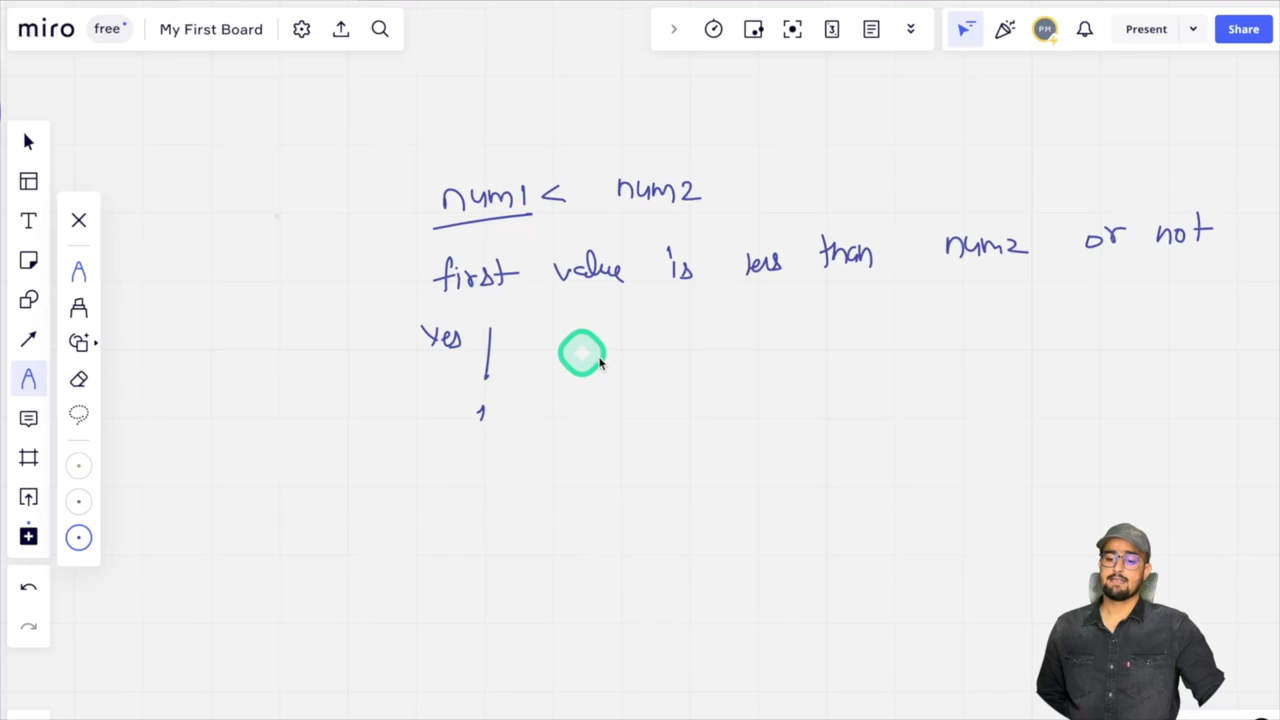 miro free My First Board Present Share
num1 < num2
first value is less than num2 or not
Yes
1